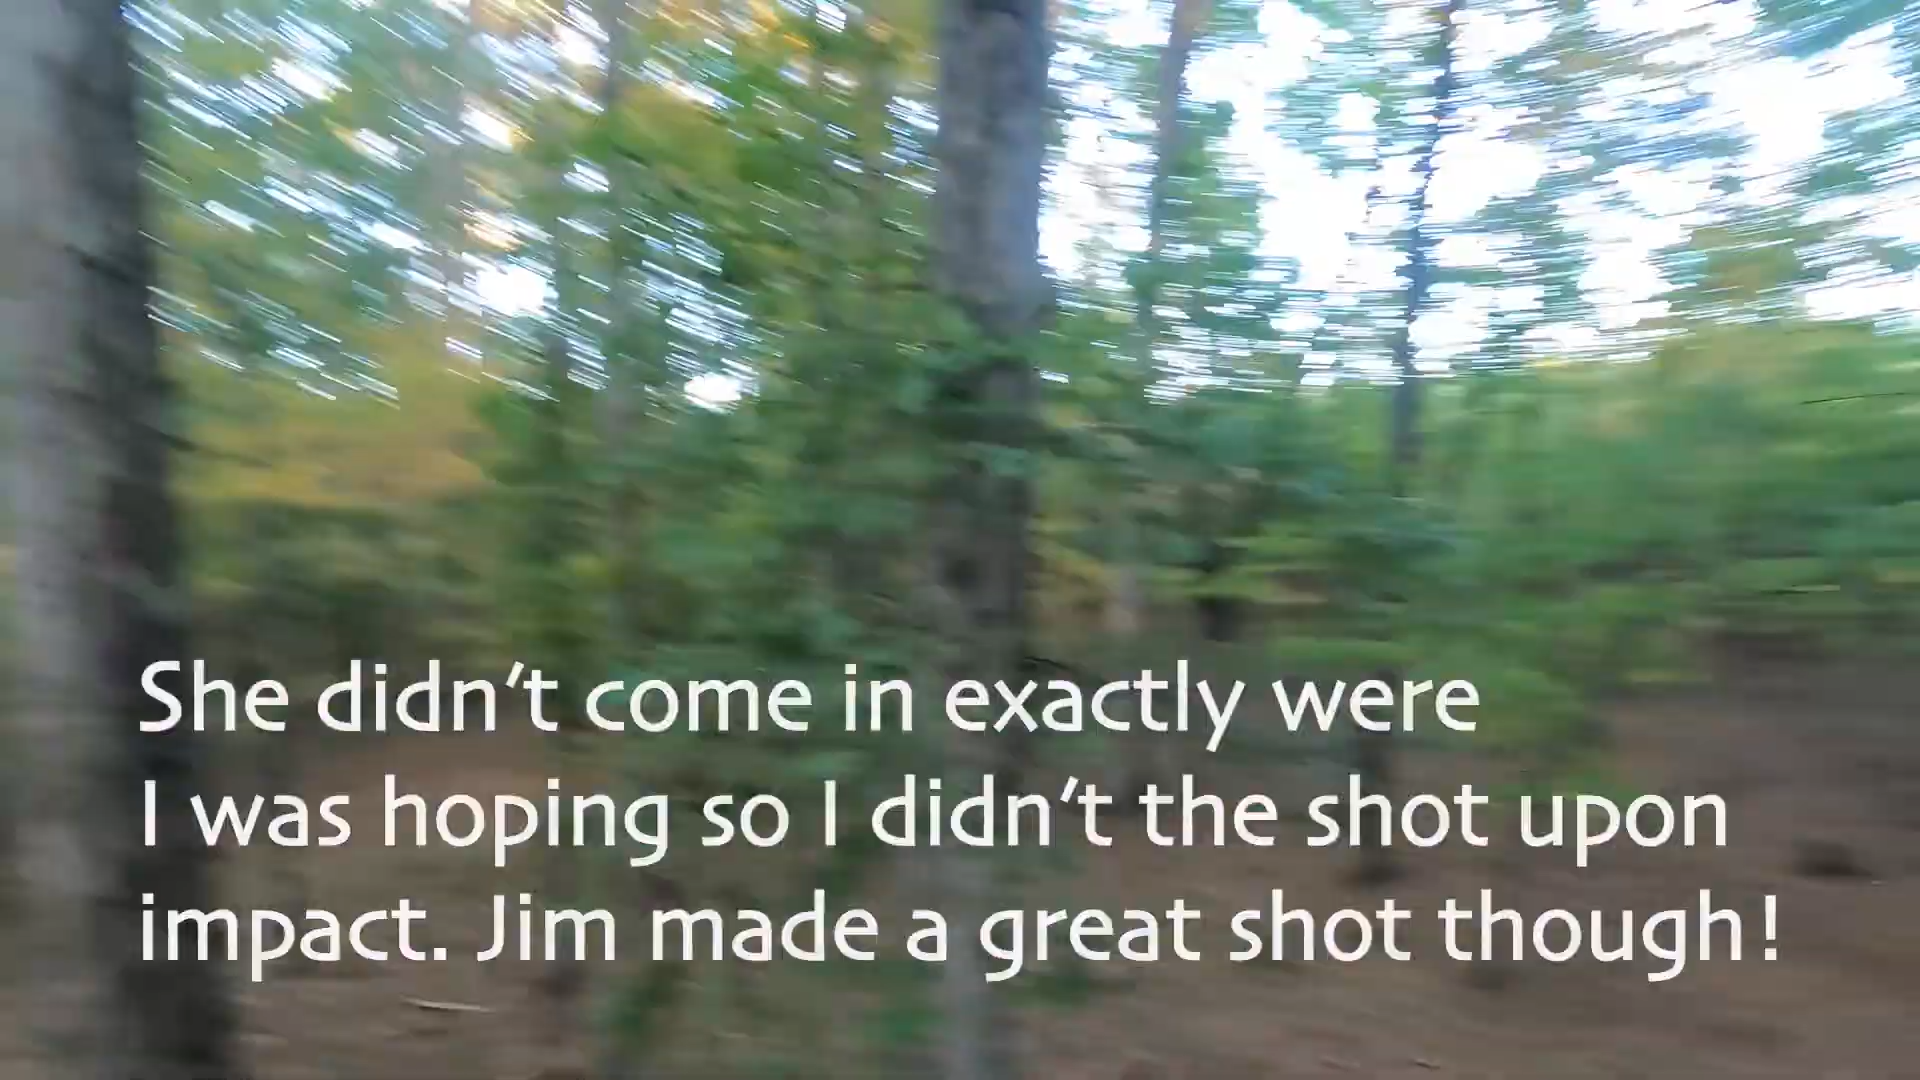 She didn't come in exactly were
I was hoping so I didn't the shot upon
impact. Jim made a great shot though!